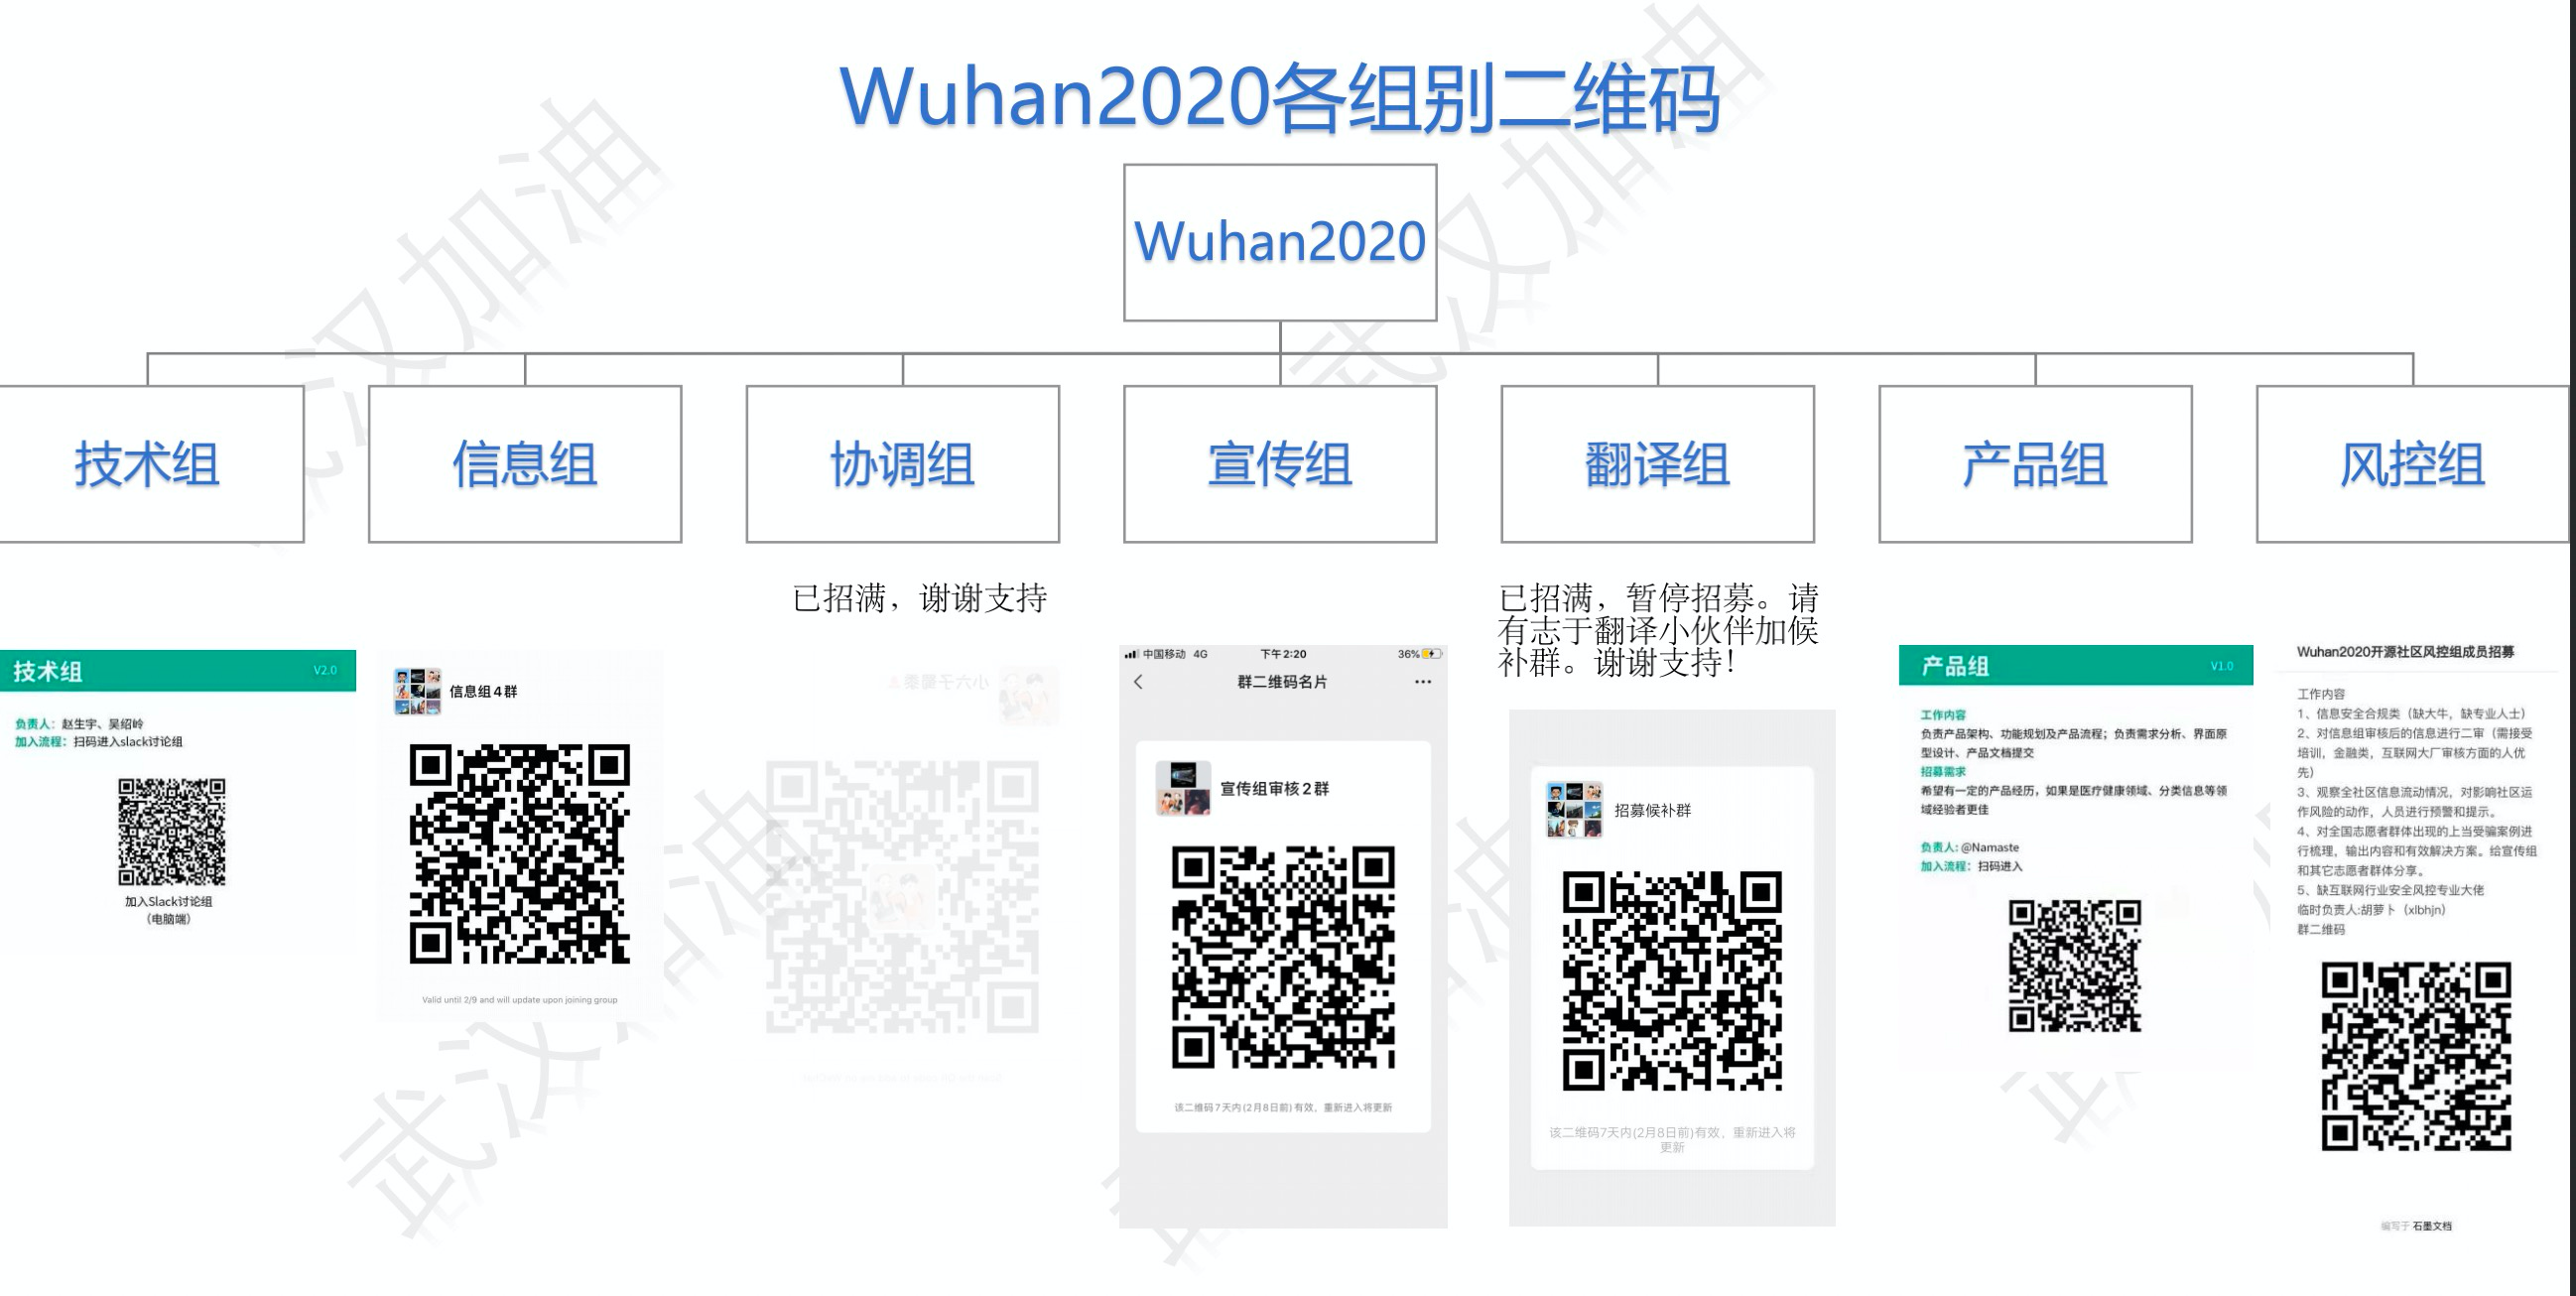 Wuhan2020各组别二维码
Wuhan2020
技术组
信息组
协调组
宣传组
翻译组
产品组
风控组
技术组
V2.0
负责人：赵生宇、吴绍岭
加入流程：扫码进入slack讨论组
加入Slack讨论组
（电脑端）
信息组4群
Valid until 2/9 and will update upon joining group
已招满，谢谢支持
中国移动 4G
下午2:20
36%
群二维码名片
宣传组审核2群
该二维码7天内(2月8日前)有效，重新进入将更新
已招满，暂停招募。请
有志于翻译小伙伴加候
补群。谢谢支持！
招募候补群
该二维码7天内(2月8日前)有效，重新进入将
更新
产品组
V1.0
工作内容
负责产品架构、功能规划及产品流程；负责需求分析、界面原
型设计、产品文档提交
招募需求
希望有一定的产品经历，如果是医疗健康领域、分类信息等领
域经验者更佳
负责人: @Namaste
加入流程：扫码进入
Wuhan2020开源社区风控组成员招募
工作内容
1、信息安全合规类（缺大牛，缺专业人士）
2、对信息组审核后的信息进行二审（需接受
培训，金融类，互联网大厂审核方面的人优
先）
3、观察全社区信息流动情况，对影响社区运
作风险的动作，人员进行预警和提示。
4、对全国志愿者群体出现的上当受骗案例进
行梳理，输出内容和有效解决方案。给宣传组
和其它志愿者群体分享。
5、缺互联网行业安全风控专业大佬
临时负责人:胡萝卜（xlbhjn）
群二维码
编写于 石墨文档
武汉加油
武汉加油
武汉加油